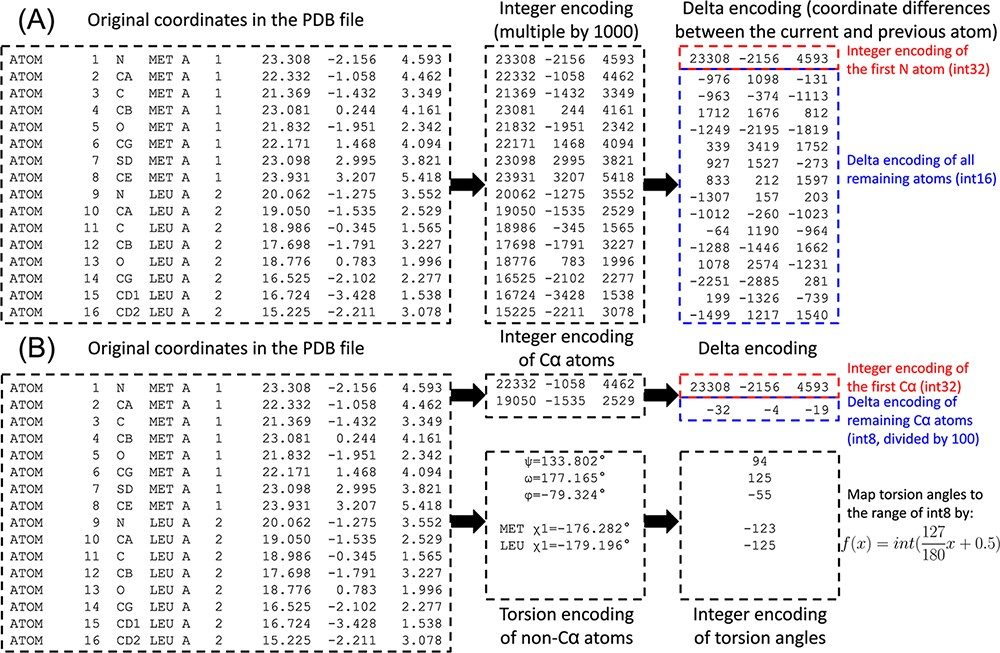 (A)
Original coordinates in the PDB file
Integer encoding
(multiple by 1000)
Delta encoding (coordinate differences
between the current and previous atom)
ATOM 1 N MET A 1 23.308 -2.156 4.593
ATOM 2 CA MET A 1 22.332 -1.058 4.462
ATOM 3 C MET A 1 21.369 -1.432 3.349
ATOM 4 CB MET A 1 23.081 0.244 4.161
ATOM 5 O MET A 1 21.832 -1.951 2.342
ATOM 6 CG MET A 1 22.171 1.468 4.094
ATOM 7 SD MET A 1 23.098 2.995 3.821
ATOM 8 CE MET A 1 23.931 3.207 5.418
ATOM 9 N LEU A 2 20.062 -1.275 3.552
ATOM 10 CA LEU A 2 19.050 -1.535 2.529
ATOM 11 C LEU A 2 18.986 -0.345 1.565
ATOM 12 CB LEU A 2 17.698 -1.791 3.227
ATOM 13 O LEU A 2 18.776 0.783 1.996
ATOM 14 CG LEU A 2 16.525 -2.102 2.277
ATOM 15 CD1 LEU A 2 16.724 -3.428 1.538
ATOM 16 CD2 LEU A 2 15.225 -2.211 3.078
23308 -2156 4593
22332 -1058 4462
21369 -1432 3349
23081 244 4161
21832 -1951 2342
22171 1468 4094
23098 2995 3821
23931 3207 5418
20062 -1275 3552
19050 -1535 2529
18986 -345 1565
17698 -1791 3227
18776 783 1996
16525 -2102 2277
16724 -3428 1538
15225 -2211 3078
23308 -2156 4593
-976 1098 -131
-963 -374 -1113
1712 1676 812
-1249 -2195 -1819
339 3419 1752
927 1527 -273
833 212 1597
-1307 157 203
-1012 -260 -1023
-64 1190 -964
-1288 -1446 1662
1078 2574 -1231
-2251 -2885 281
199 -1326 -739
-1499 1217 1540
Integer encoding of
the first N atom (int32)
Delta encoding of all
remaining atoms (int16)
(B)
Original coordinates in the PDB file
Integer encoding
of Cα atoms
Delta encoding
ATOM 1 N MET A 1 23.308 -2.156 4.593
ATOM 2 CA MET A 1 22.332 -1.058 4.462
ATOM 3 C MET A 1 21.369 -1.432 3.349
ATOM 4 CB MET A 1 23.081 0.244 4.161
ATOM 5 O MET A 1 21.832 -1.951 2.342
ATOM 6 CG MET A 1 22.171 1.468 4.094
ATOM 7 SD MET A 1 23.098 2.995 3.821
ATOM 8 CE MET A 1 23.931 3.207 5.418
ATOM 9 N LEU A 2 20.062 -1.275 3.552
ATOM 10 CA LEU A 2 19.050 -1.535 2.529
ATOM 11 C LEU A 2 18.986 -0.345 1.565
ATOM 12 CB LEU A 2 17.698 -1.791 3.227
ATOM 13 O LEU A 2 18.776 0.783 1.996
ATOM 14 CG LEU A 2 16.525 -2.102 2.277
ATOM 15 CD1 LEU A 2 16.724 -3.428 1.538
ATOM 16 CD2 LEU A 2 15.225 -2.211 3.078
22332 -1058 4462
19050 -1535 2529
23308 -2156 4593
-32 -4 -19
Integer encoding of
the first Cα (int32)
Delta encoding of
remaining Cα atoms
(int8, divided by 100)
ψ=133.802°
ω=177.165°
φ=-79.324°
MET χ1=-176.282°
LEU χ1=-179.196°
94
125
-55
-123
-125
Map torsion angles to
the range of int8 by:
f(x) = int(127/180 x + 0.5)
Torsion encoding
of non-Cα atoms
Integer encoding
of torsion angles